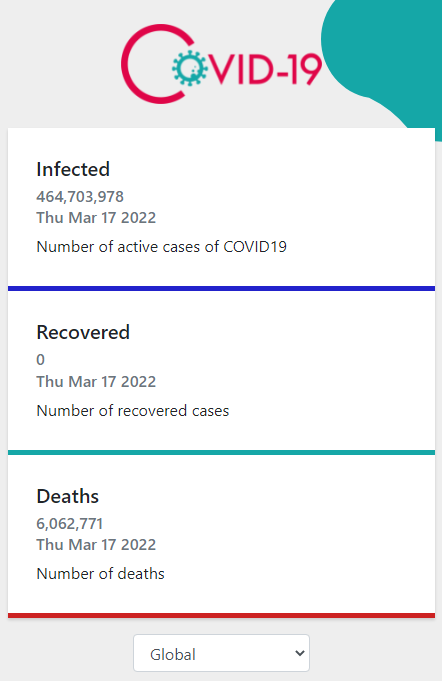 COVID-19
Infected
464,703,978
Thu Mar 17 2022
Number of active cases of COVID19
Recovered
0
Thu Mar 17 2022
Number of recovered cases
Deaths
6,062,771
Thu Mar 17 2022
Number of deaths
Global